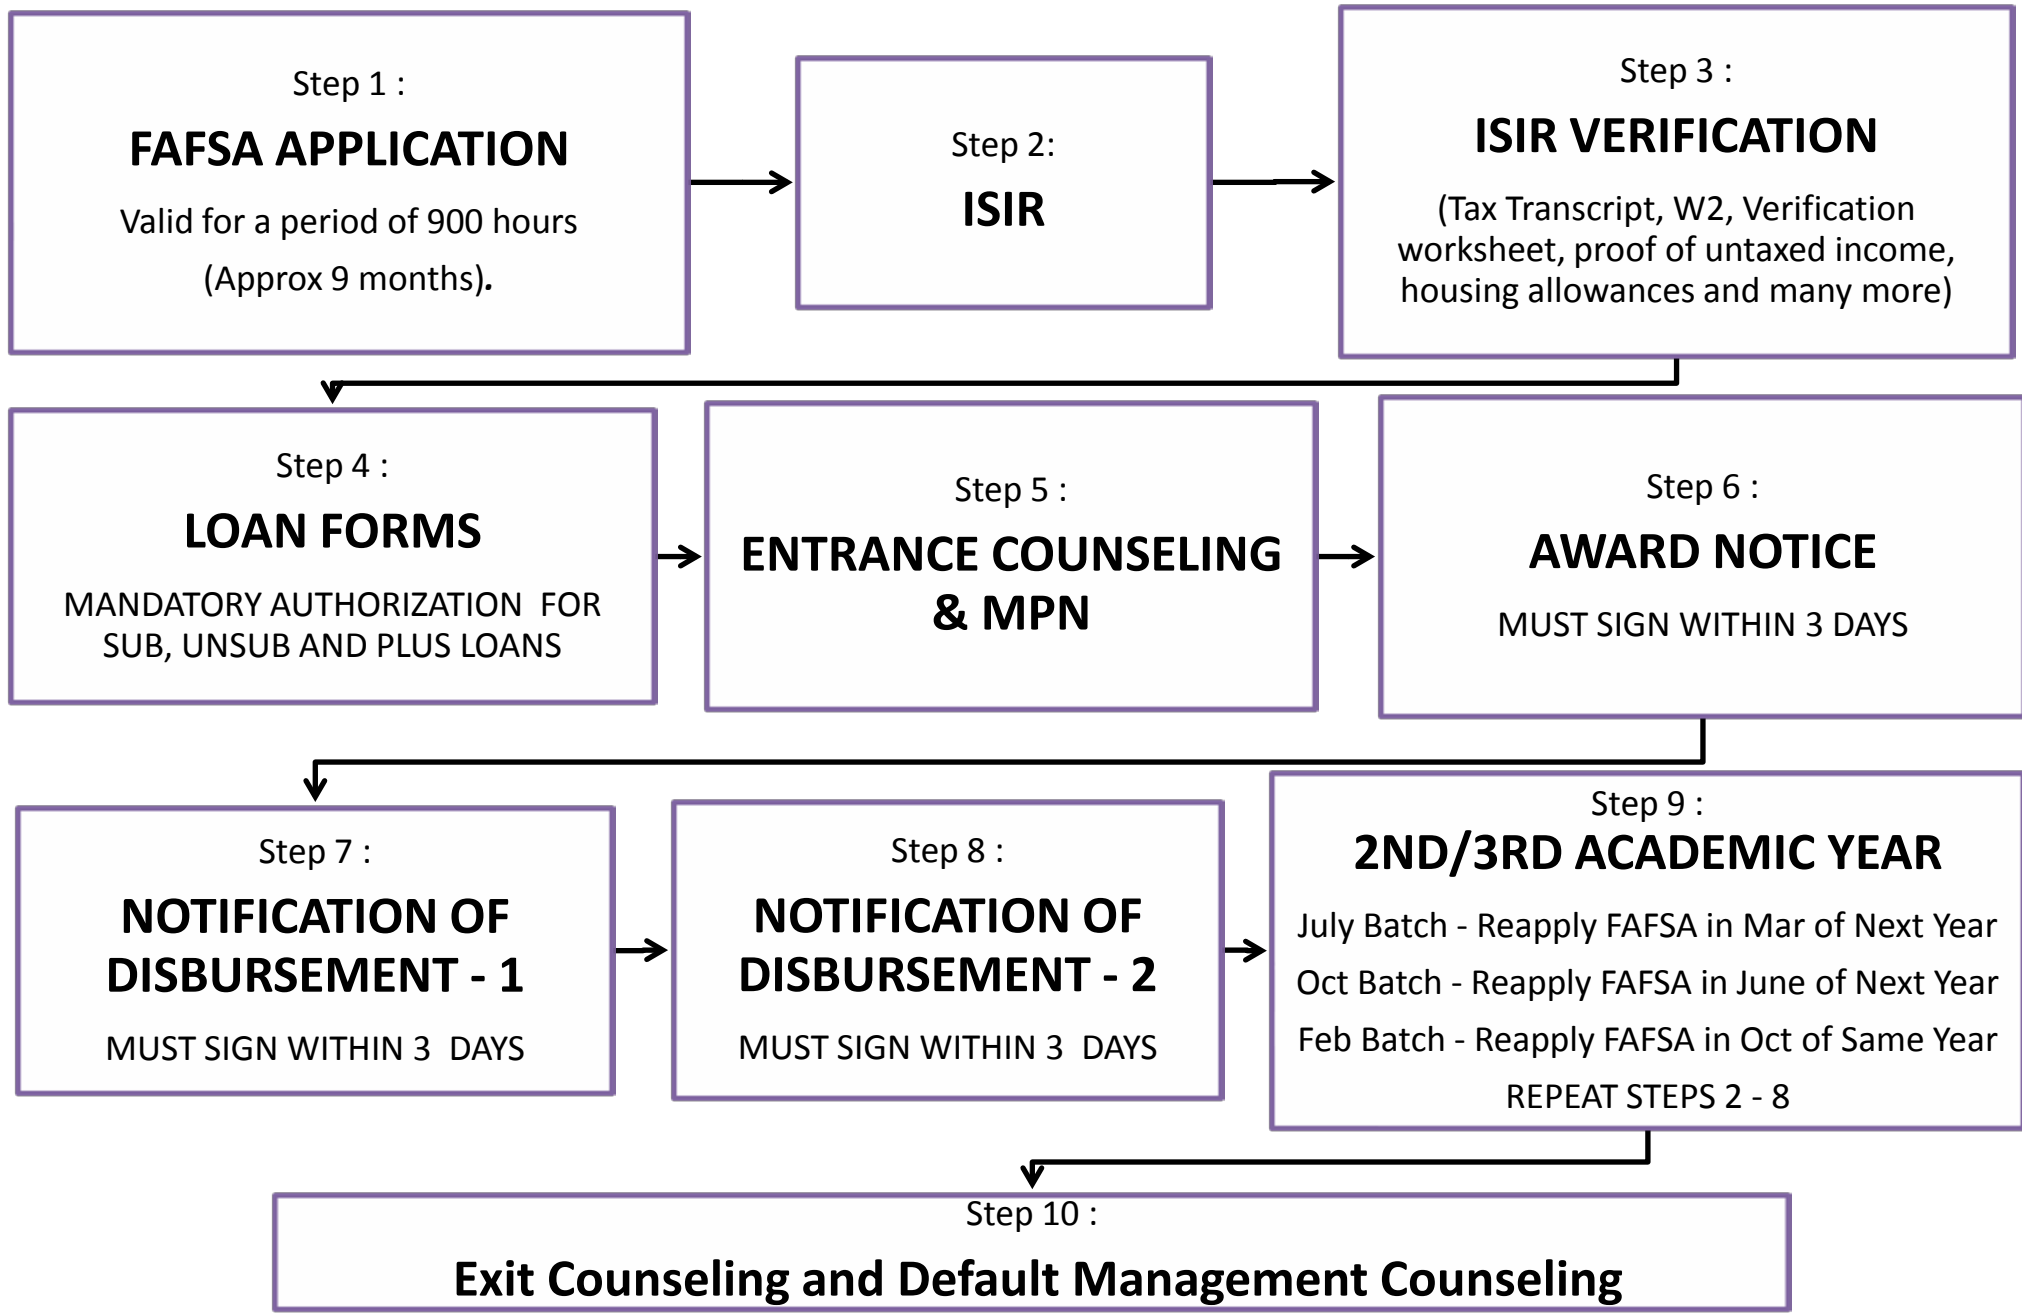 Step 1 :
FAFSA APPLICATION
Valid for a period of 900 hours
(Approx 9 months).
Step 2:
ISIR
Step 3 :
ISIR VERIFICATION
(Tax Transcript, W2, Verification
worksheet, proof of untaxed income,
housing allowances and many more)
Step 4 :
LOAN FORMS
MANDATORY AUTHORIZATION  FOR
SUB, UNSUB AND PLUS LOANS
Step 5 :
ENTRANCE COUNSELING
& MPN
Step 6 :
AWARD NOTICE
MUST SIGN WITHIN 3 DAYS
Step 7 :
NOTIFICATION OF
DISBURSEMENT - 1
MUST SIGN WITHIN 3  DAYS
Step 8 :
NOTIFICATION OF
DISBURSEMENT - 2
MUST SIGN WITHIN 3  DAYS
Step 9 :
2ND/3RD ACADEMIC YEAR
July Batch - Reapply FAFSA in Mar of Next Year
Oct Batch - Reapply FAFSA in June of Next Year
Feb Batch - Reapply FAFSA in Oct of Same Year
REPEAT STEPS 2 - 8
Step 10 :
Exit Counseling and Default Management Counseling